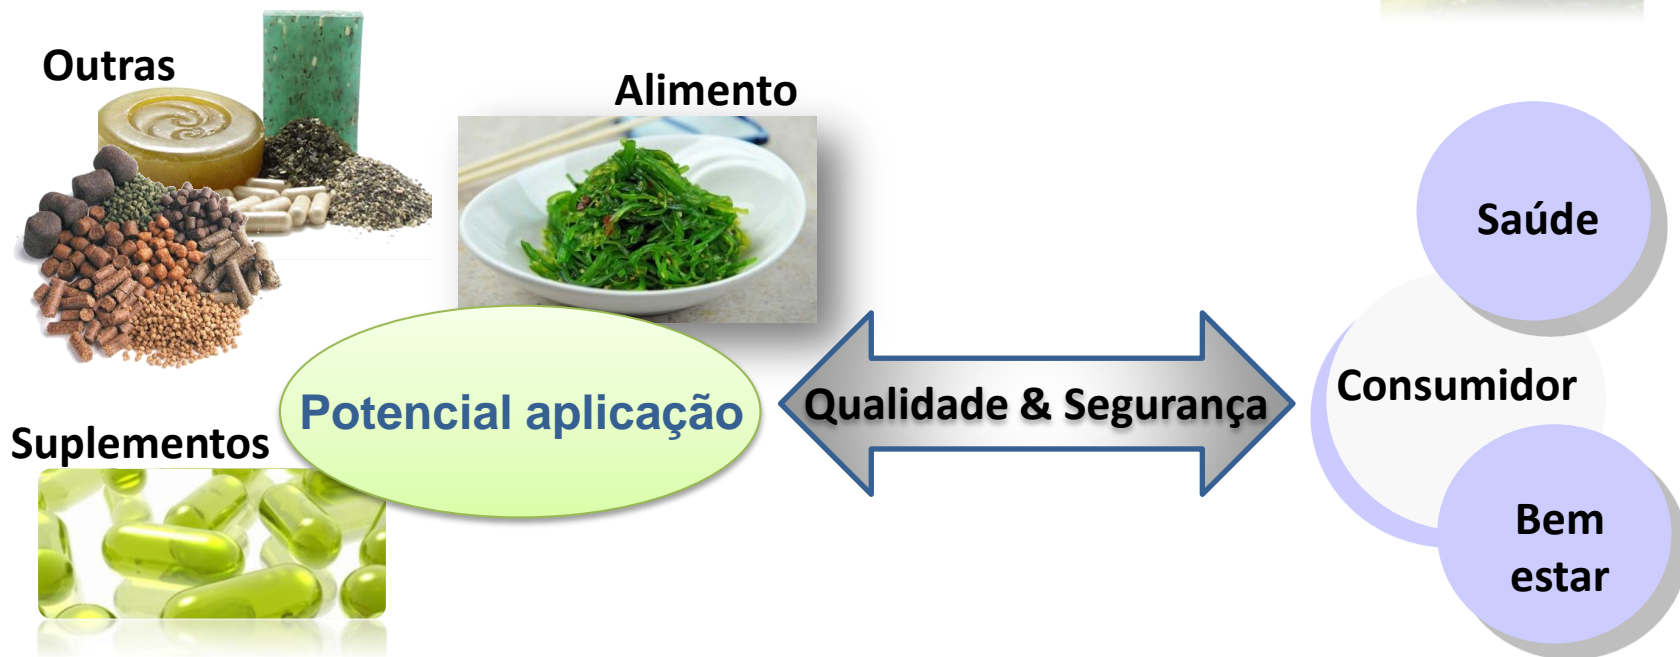 Outras
Alimento
Suplementos
Potencial aplicação
Qualidade & Segurança
Saúde
Consumidor
Bem
estar